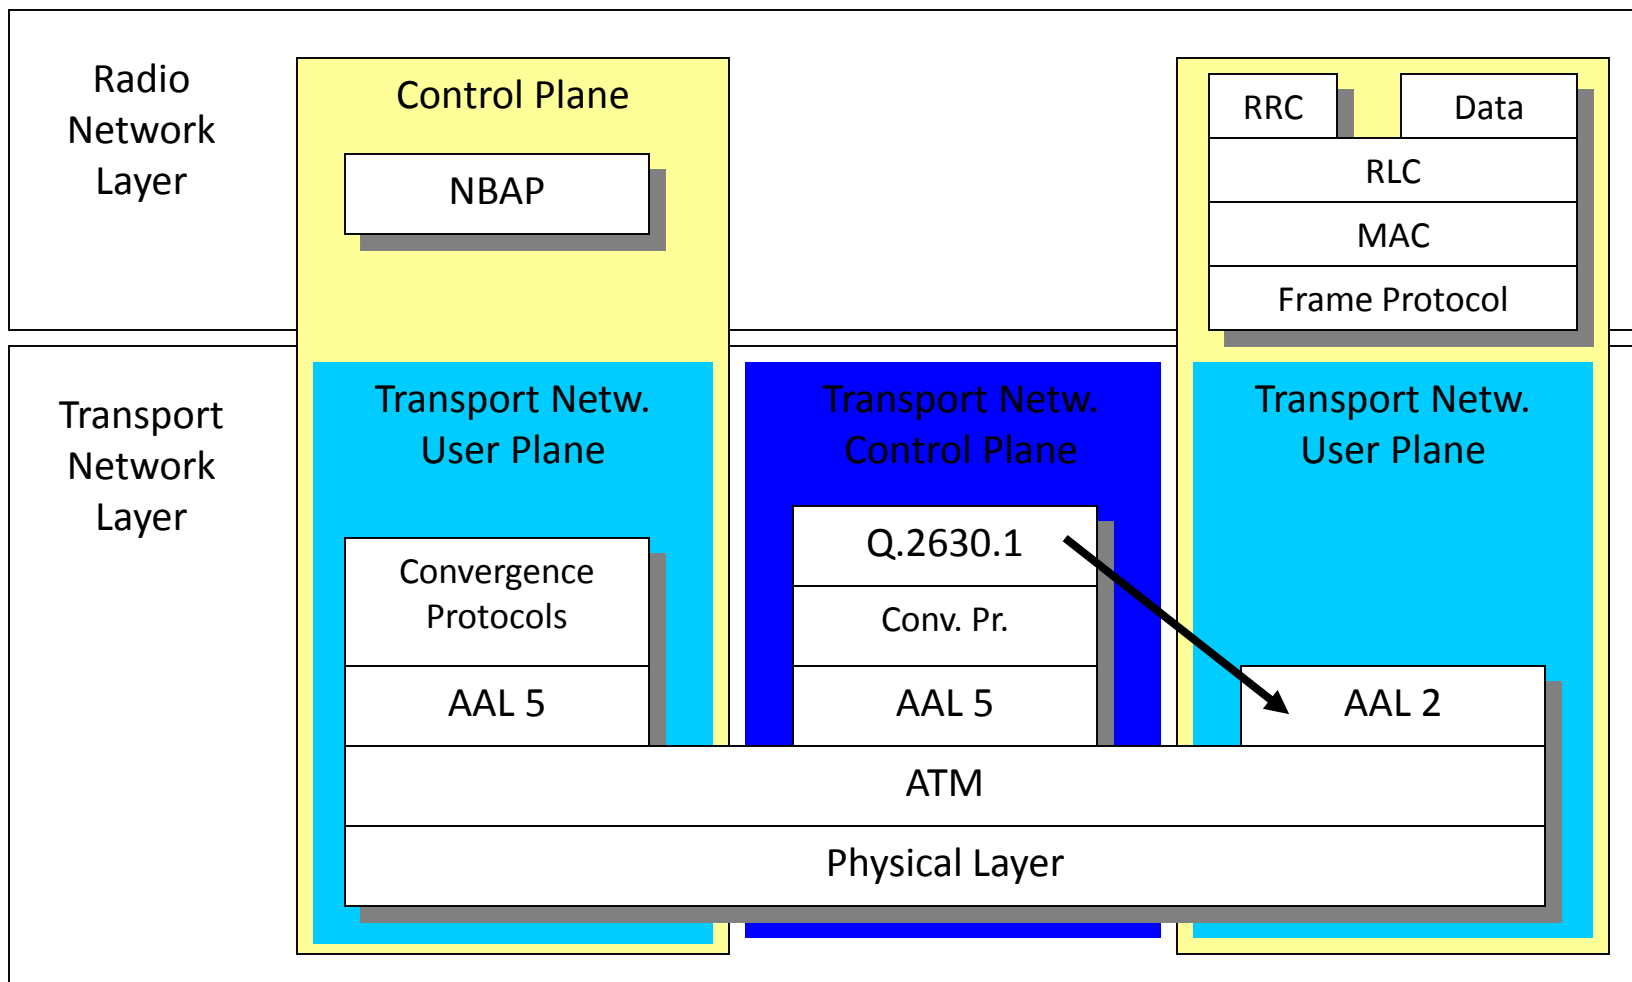 Radio
Network
Layer
Control Plane
NBAP
RRC
Data
RLC
MAC
Frame Protocol
Transport
Network
Layer
Transport Netw.
User Plane
Convergence
Protocols
AAL 5
Transport Netw.
Control Plane
Q.2630.1
Conv. Pr.
AAL 5
Transport Netw.
User Plane
AAL 2
ATM
Physical Layer